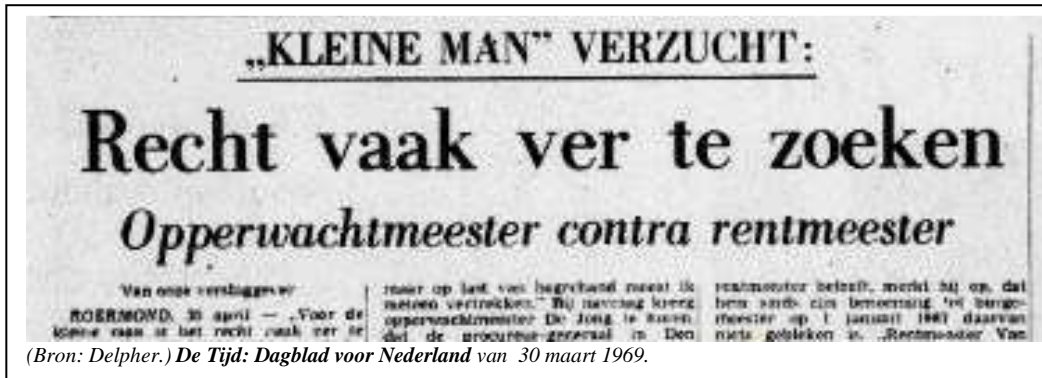 „KLEINE MAN” VERZUCHT:
Recht vaak ver te zoeken
Opperwachtmeester contra rentmeester
Van onze verslaggever
ROERMOND, 30 april — „Voor de
kleine man is het recht vaak ver te
maar op last van hogerhand moest ik
meteen vertrekken.” Bij navraag kreeg
opperwachtmeester De Jong te horen
dat de procureur-generaal in Den
rentmeester betreft, merkt hij op, dat
hem sinds zijn benoeming tot burge-
meester op 1 januari 1967 daarvan
niets gebleken is. „Rentmeester Van
(Bron: Delpher.) De Tijd: Dagblad voor Nederland van 30 maart 1969.